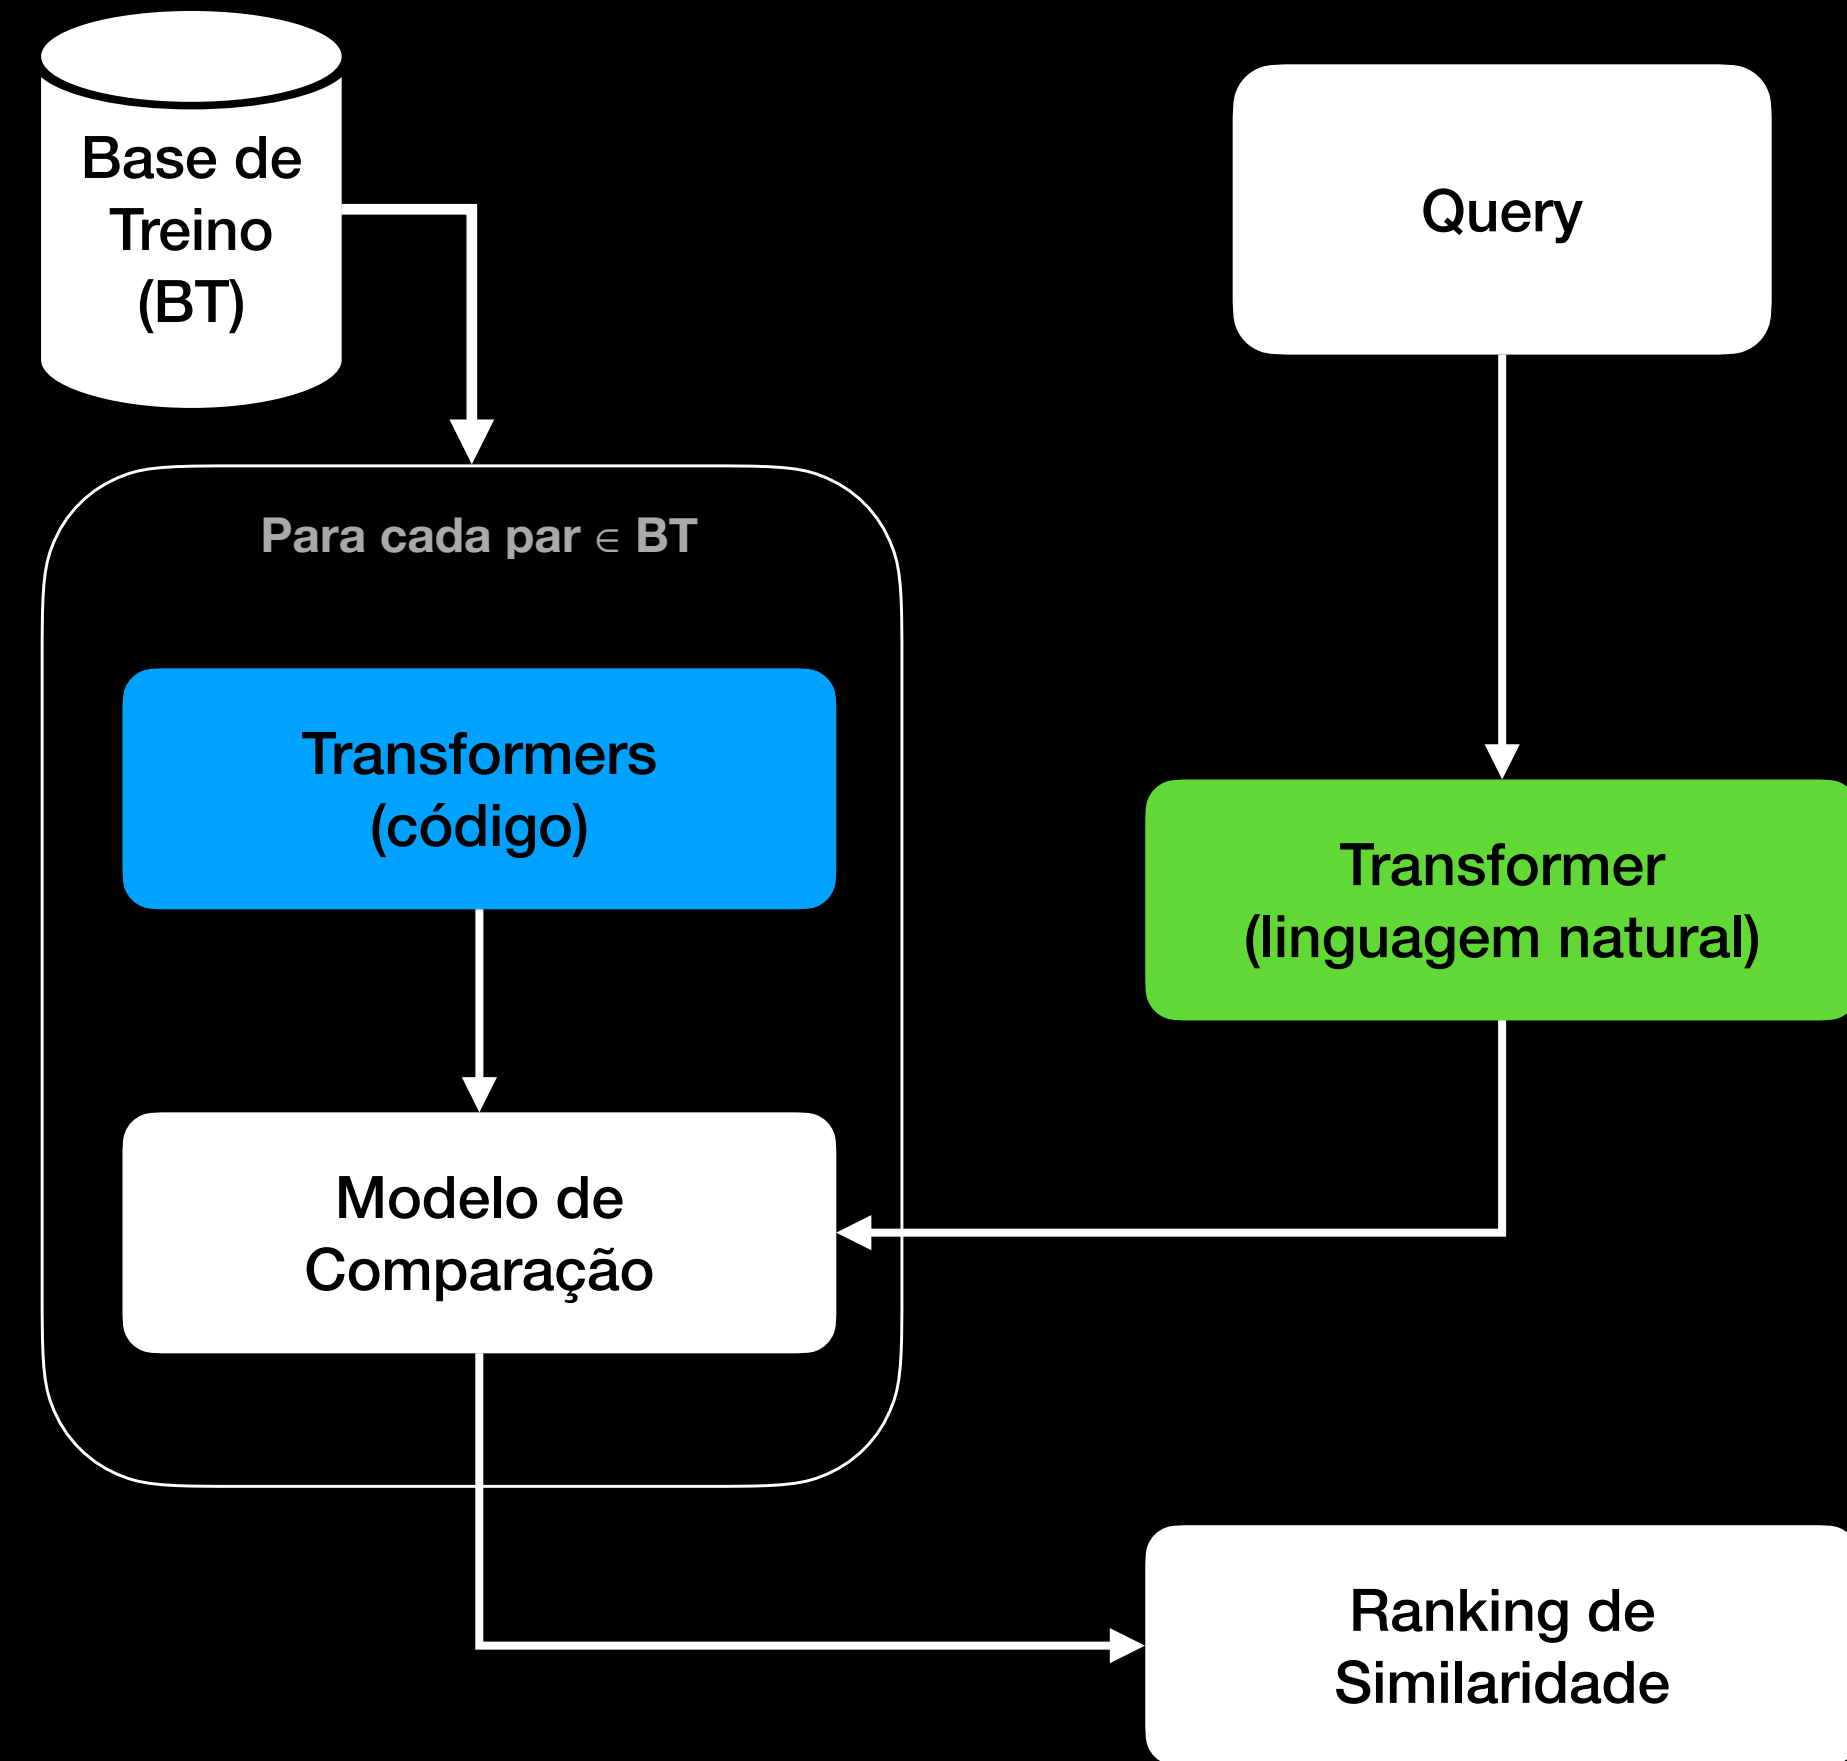 Base de
Treino
(BT)
Query
Para cada par ∈ BT
Transformers
(código)
Transformer
(linguagem natural)
Modelo de
Comparação
Ranking de
Similaridade